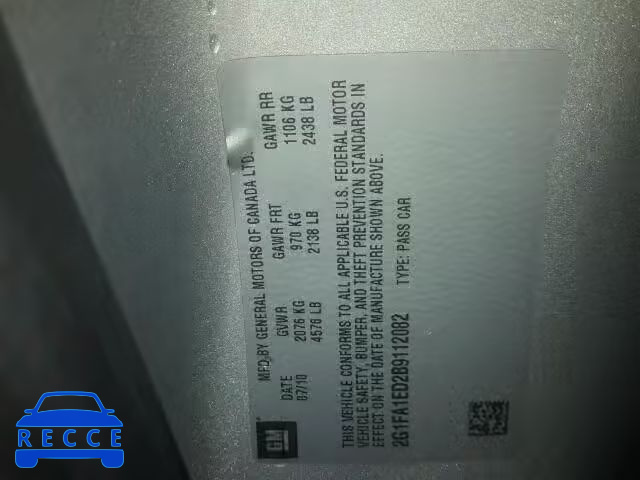 MFD BY GENERAL MOTORS OF CANADA LTD.
DATE GVWR GAWR FRT GAWR RR
07/10 2076 KG 970 KG 1106 KG
4576 LB 2138 LB 2438 LB
THIS VEHICLE CONFORMS TO ALL APPLICABLE U.S. FEDERAL MOTOR
VEHICLE SAFETY, BUMPER, AND THEFT PREVENTION STANDARDS IN
EFFECT ON THE DATE OF MANUFACTURE SHOWN ABOVE.
2G1FA1ED2B9112082 TYPE: PASS CAR
GM
RECCE